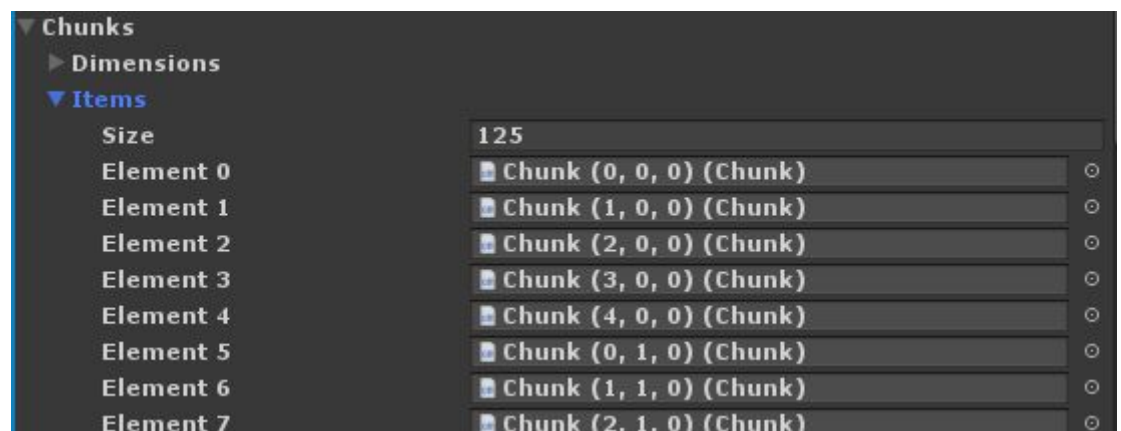 Chunks
Dimensions
Items
Size 125
Element 0 Chunk (0, 0, 0) (Chunk)
Element 1 Chunk (1, 0, 0) (Chunk)
Element 2 Chunk (2, 0, 0) (Chunk)
Element 3 Chunk (3, 0, 0) (Chunk)
Element 4 Chunk (4, 0, 0) (Chunk)
Element 5 Chunk (0, 1, 0) (Chunk)
Element 6 Chunk (1, 1, 0) (Chunk)
Element 7 Chunk (2, 1, 0) (Chunk)